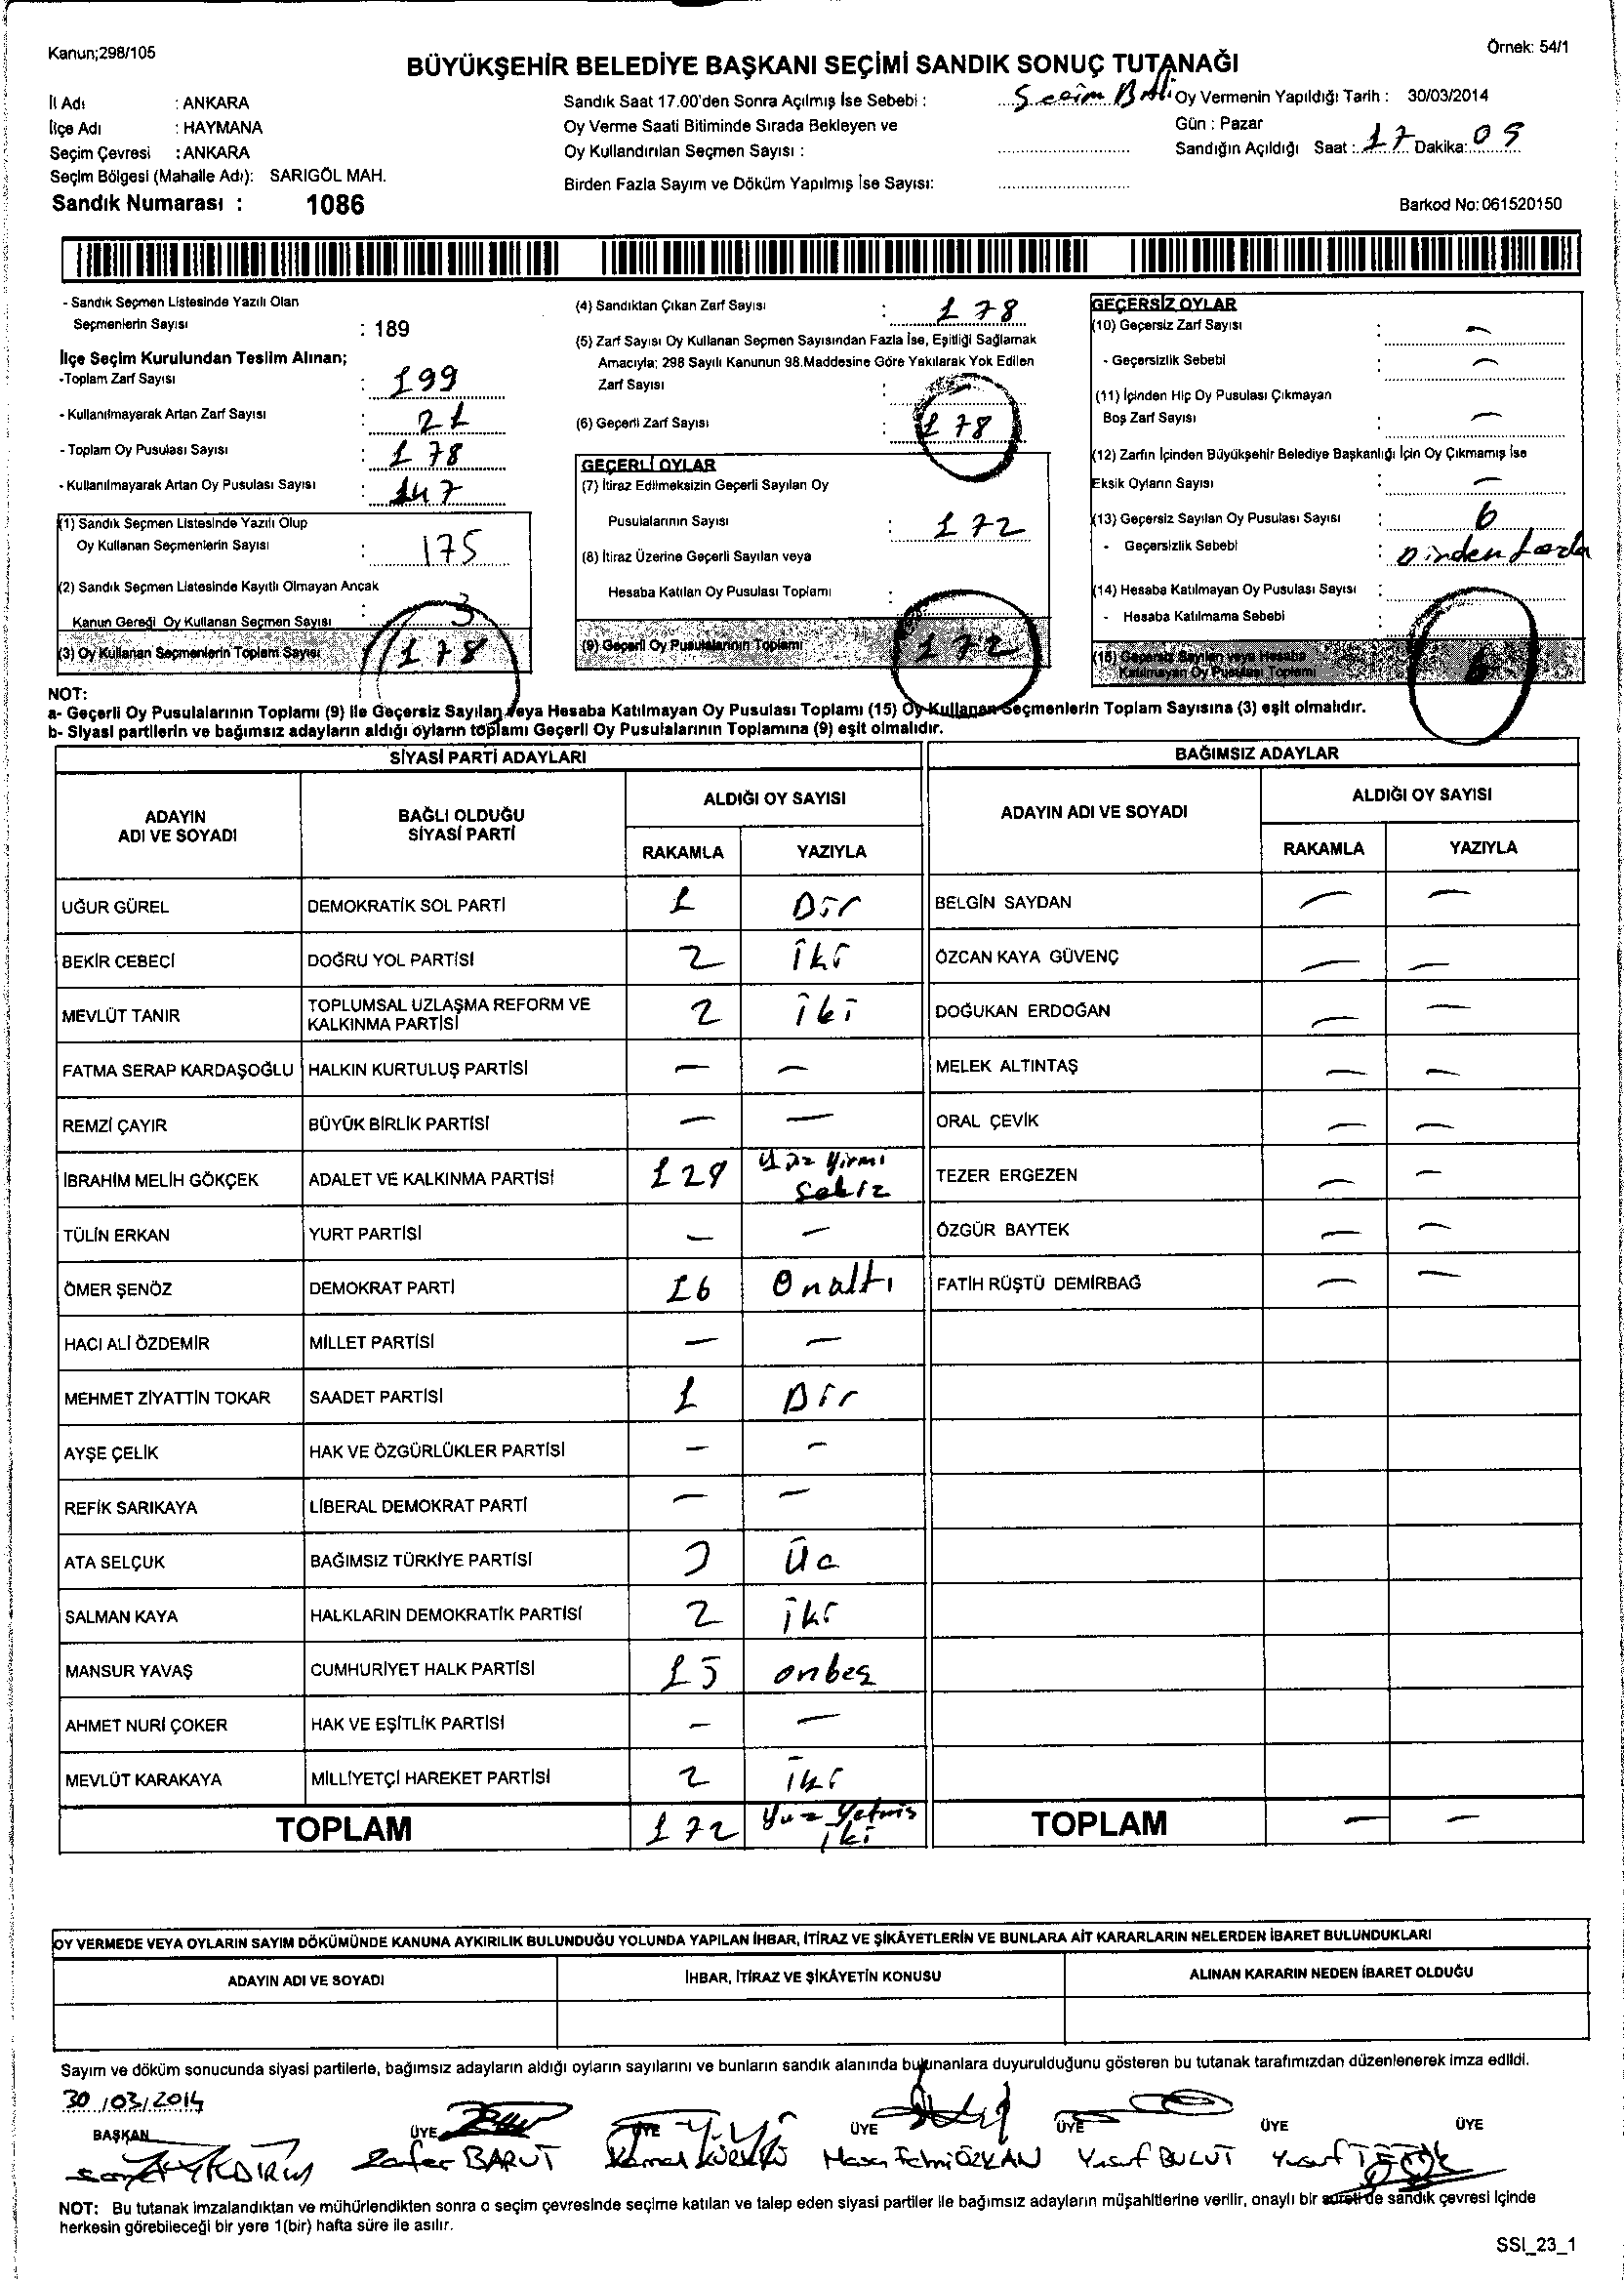 Kanun;298/105
Örnek: 54/1
BÜYÜKŞEHİR BELEDİYE BAŞKANI SEÇİMİ SANDIK SONUÇ TUTANAĞI
İl Adı : ANKARA
İlçe Adı : HAYMANA
Seçim Çevresi : ANKARA
Seçim Bölgesi (Mahalle Adı): SARIGÖL MAH.
Sandık Numarası : 1086
Sandık Saat 17.00'den Sonra Açılmış İse Sebebi : Seçim
Oy Verme Saati Bitiminde Sırada Bekleyen ve
Oy Kullandırılan Seçmen Sayısı :
Birden Fazla Sayım ve Döküm Yapılmış İse Sayısı:
Oy Vermenin Yapıldığı Tarih : 30/03/2014
Gün : Pazar
Sandığın Açıldığı Saat : 17 Dakika: 05
Barkod No: 061520150
- Sandık Seçmen Listesinde Yazılı Olan
Seçmenlerin Sayısı : 189
İlçe Seçim Kurulundan Teslim Alınan;
-Toplam Zarf Sayısı : 199
- Kullanılmayarak Artan Zarf Sayısı : 21
- Toplam Oy Pusulası Sayısı : 178
- Kullanılmayarak Artan Oy Pusulası Sayısı : 147
(1) Sandık Seçmen Listesinde Yazılı Olup
Oy Kullanan Seçmenlerin Sayısı : 175
(2) Sandık Seçmen Listesinde Kayıtlı Olmayan Ancak
Kanun Gereği Oy Kullanan Seçmen Sayısı : 3
(3) Oy Kullanan Seçmenlerin Toplam Sayısı 178
(4) Sandıktan Çıkan Zarf Sayısı : 178
(5) Zarf Sayısı Oy Kullanan Seçmen Sayısından Fazla İse, Eşitliği Sağlamak
Amacıyla; 298 Sayılı Kanunun 98.Maddesine Göre Yakılarak Yok Edilen
Zarf Sayısı :
(6) Geçerli Zarf Sayısı : 178
GEÇERLİ OYLAR
(7) İtiraz Edilmeksizin Geçerli Sayılan Oy
Pusulalarının Sayısı : 172
(8) İtiraz Üzerine Geçerli Sayılan veya
Hesaba Katılan Oy Pusulası Toplamı :
(9) Geçerli Oy Pusulalarının Toplamı 172
GEÇERSİZ OYLAR
(10) Geçersiz Zarf Sayısı : —
- Geçersizlik Sebebi : —
(11) İçinden Hiç Oy Pusulası Çıkmayan
Boş Zarf Sayısı : —
(12) Zarfın İçinden Büyükşehir Belediye Başkanlığı İçin Oy Çıkmamış İse
Eksik Oyların Sayısı : —
(13) Geçersiz Sayılan Oy Pusulası Sayısı : 6
- Geçersizlik Sebebi : Birden fazla
(14) Hesaba Katılmayan Oy Pusulası Sayısı :
- Hesaba Katılmama Sebebi
(15) Geçersiz Sayılan veya Hesaba
Katılmayan Oy Pusulası Toplamı 6
NOT:
a- Geçerli Oy Pusulalarının Toplamı (9) ile Geçersiz Sayılan veya Hesaba Katılmayan Oy Pusulası Toplamı (15) Oy Kullanan Seçmenlerin Toplam Sayısına (3) eşit olmalıdır.
b- Siyasi partilerin ve bağımsız adayların aldığı oyların toplamı Geçerli Oy Pusulalarının Toplamına (9) eşit olmalıdır.
SİYASİ PARTİ ADAYLARI
BAĞIMSIZ ADAYLAR
ADAYIN ADI VE SOYADI
BAĞLI OLDUĞU SİYASİ PARTİ
ALDIĞI OY SAYISI
RAKAMLA YAZIYLA
ADAYIN ADI VE SOYADI
ALDIĞI OY SAYISI
RAKAMLA YAZIYLA
UĞUR GÜREL DEMOKRATİK SOL PARTİ 1 Bir BELGİN SAYDAN — —
BEKİR CEBECİ DOĞRU YOL PARTİSİ 2 iki ÖZCAN KAYA GÜVENÇ — —
MEVLÜT TANIR TOPLUMSAL UZLAŞMA REFORM VE KALKINMA PARTİSİ 2 iki DOĞUKAN ERDOĞAN — —
FATMA SERAP KARDAŞOĞLU HALKIN KURTULUŞ PARTİSİ — — MELEK ALTINTAŞ — —
REMZİ ÇAYIR BÜYÜK BİRLİK PARTİSİ — — ORAL ÇEVİK — —
İBRAHİM MELİH GÖKÇEK ADALET VE KALKINMA PARTİSİ 128 Yüz Yirmi Sekiz TEZER ERGEZEN — —
TÜLİN ERKAN YURT PARTİSİ — — ÖZGÜR BAYTEK — —
ÖMER ŞENÖZ DEMOKRAT PARTİ 16 Onaltı FATİH RÜŞTÜ DEMİRBAĞ — —
HACI ALİ ÖZDEMİR MİLLET PARTİSİ — —
MEHMET ZİYATTİN TOKAR SAADET PARTİSİ 1 Bir
AYŞE ÇELİK HAK VE ÖZGÜRLÜKLER PARTİSİ — —
REFİK SARIKAYA LİBERAL DEMOKRAT PARTİ — —
ATA SELÇUK BAĞIMSIZ TÜRKİYE PARTİSİ 3 Üc
SALMAN KAYA HALKLARIN DEMOKRATİK PARTİSİ 2 iki
MANSUR YAVAŞ CUMHURİYET HALK PARTİSİ 15 onbeş
AHMET NURİ ÇOKER HAK VE EŞİTLİK PARTİSİ — —
MEVLÜT KARAKAYA MİLLİYETÇİ HAREKET PARTİSİ 2 iki
TOPLAM 172 Yuz Yetmis iki TOPLAM — —
OY VERMEDE VEYA OYLARIN SAYIM DÖKÜMÜNDE KANUNA AYKIRILIK BULUNDUĞU YOLUNDA YAPILAN İHBAR, İTİRAZ VE ŞİKÂYETLERİN VE BUNLARA AİT KARARLARIN NELERDEN İBARET BULUNDUKLARI
ADAYIN ADI VE SOYADI İHBAR, İTİRAZ VE ŞİKÂYETİN KONUSU ALINAN KARARIN NEDEN İBARET OLDUĞU
Sayım ve döküm sonucunda siyasi partilerle, bağımsız adayların aldığı oyların sayılarını ve bunların sandık alanında bulunanlara duyurulduğunu gösteren bu tutanak tarafımızdan düzenlenerek imza edildi.
30/03/2014
BAŞKAN ÜYE ÜYE ÜYE ÜYE ÜYE ÜYE
YILDIRIM Zafer BARUT Kemal Hasan Fehmi ÖZKAN Yusuf BULUT Yusuf
NOT: Bu tutanak imzalandıktan ve mühürlendikten sonra o seçim çevresinde seçime katılan ve talep eden siyasi partiler ile bağımsız adayların müşahitlerine verilir, onaylı bir sureti de sandık çevresi içinde
herkesin görebileceği bir yere 1(bir) hafta süre ile asılır.
SSI_23_1